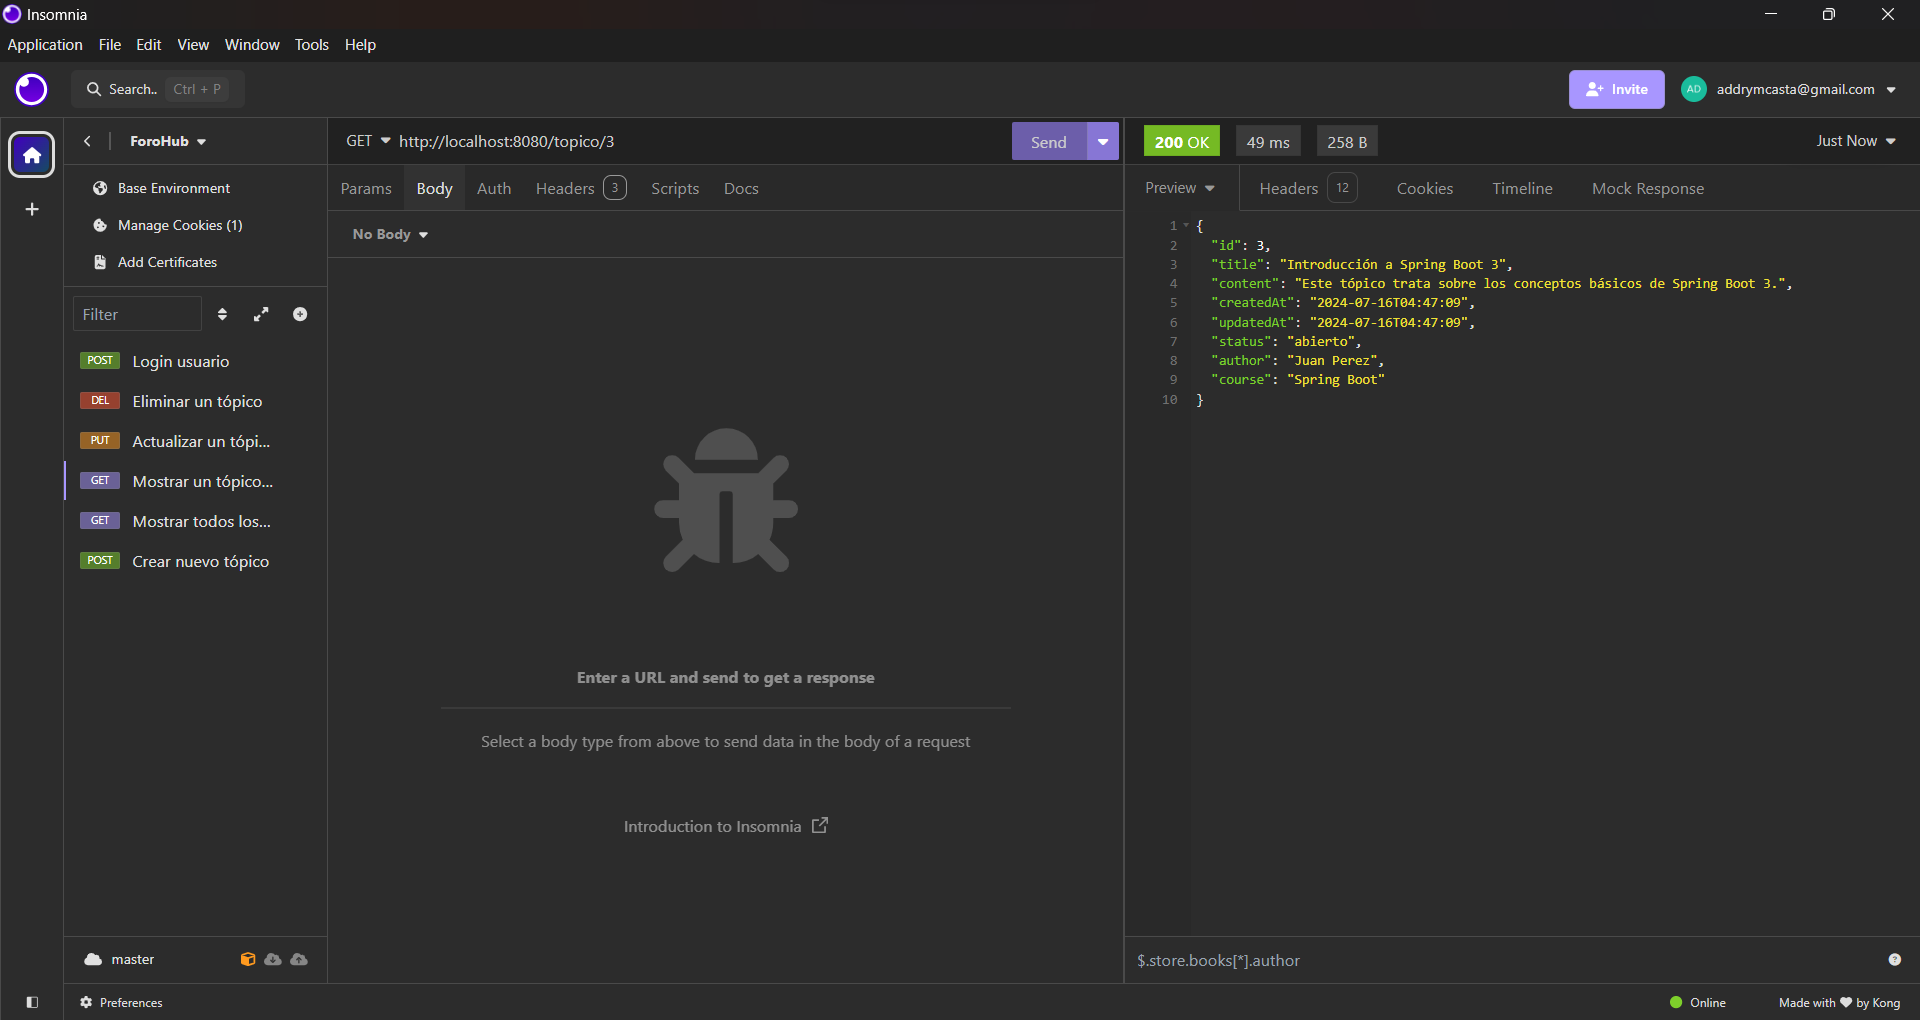 Insomnia
Application File Edit View Window Tools Help
Search.. Ctrl + P
Invite
AD addrymcasta@gmail.com
ForoHub
GET http://localhost:8080/topico/3
Send
200 OK 49 ms 258 B
Just Now
Base Environment
Manage Cookies (1)
Add Certificates
Params Body Auth Headers 3 Scripts Docs
No Body
Preview Headers 12 Cookies Timeline Mock Response
Filter
POST Login usuario
DEL Eliminar un tópico
PUT Actualizar un tópi...
GET Mostrar un tópico...
GET Mostrar todos los...
POST Crear nuevo tópico
Enter a URL and send to get a response
Select a body type from above to send data in the body of a request
Introduction to Insomnia
1 {
2 "id": 3,
3 "title": "Introducción a Spring Boot 3",
4 "content": "Este tópico trata sobre los conceptos básicos de Spring Boot 3.",
5 "createdAt": "2024-07-16T04:47:09",
6 "updatedAt": "2024-07-16T04:47:09",
7 "status": "abierto",
8 "author": "Juan Perez",
9 "course": "Spring Boot"
10 }
master
$.store.books[*].author
?
Preferences
Online
Made with ♥ by Kong